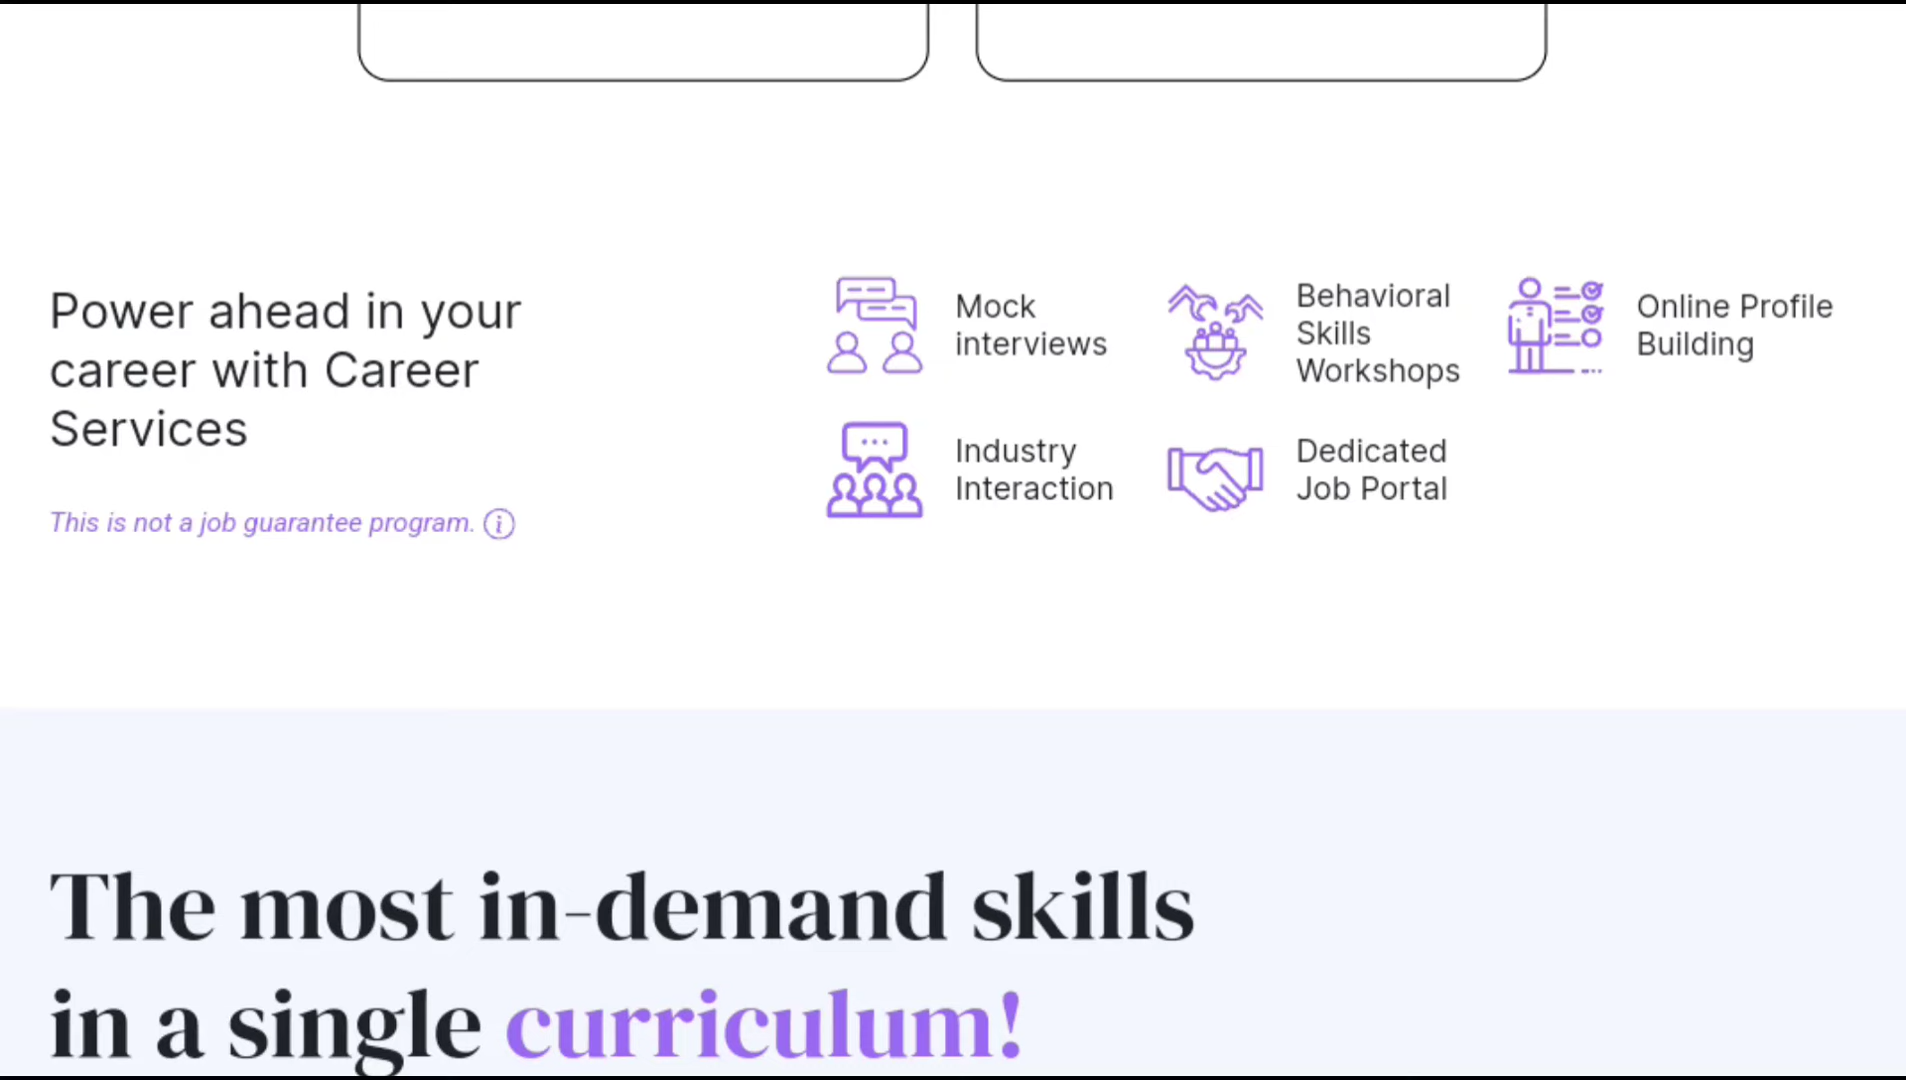 Power ahead in your
career with Career
Services
This is not a job guarantee program.
Mock
interviews
Behavioral
Skills
Workshops
Online Profile
Building
Industry
Interaction
Dedicated
Job Portal
The most in-demand skills
in a single curriculum!